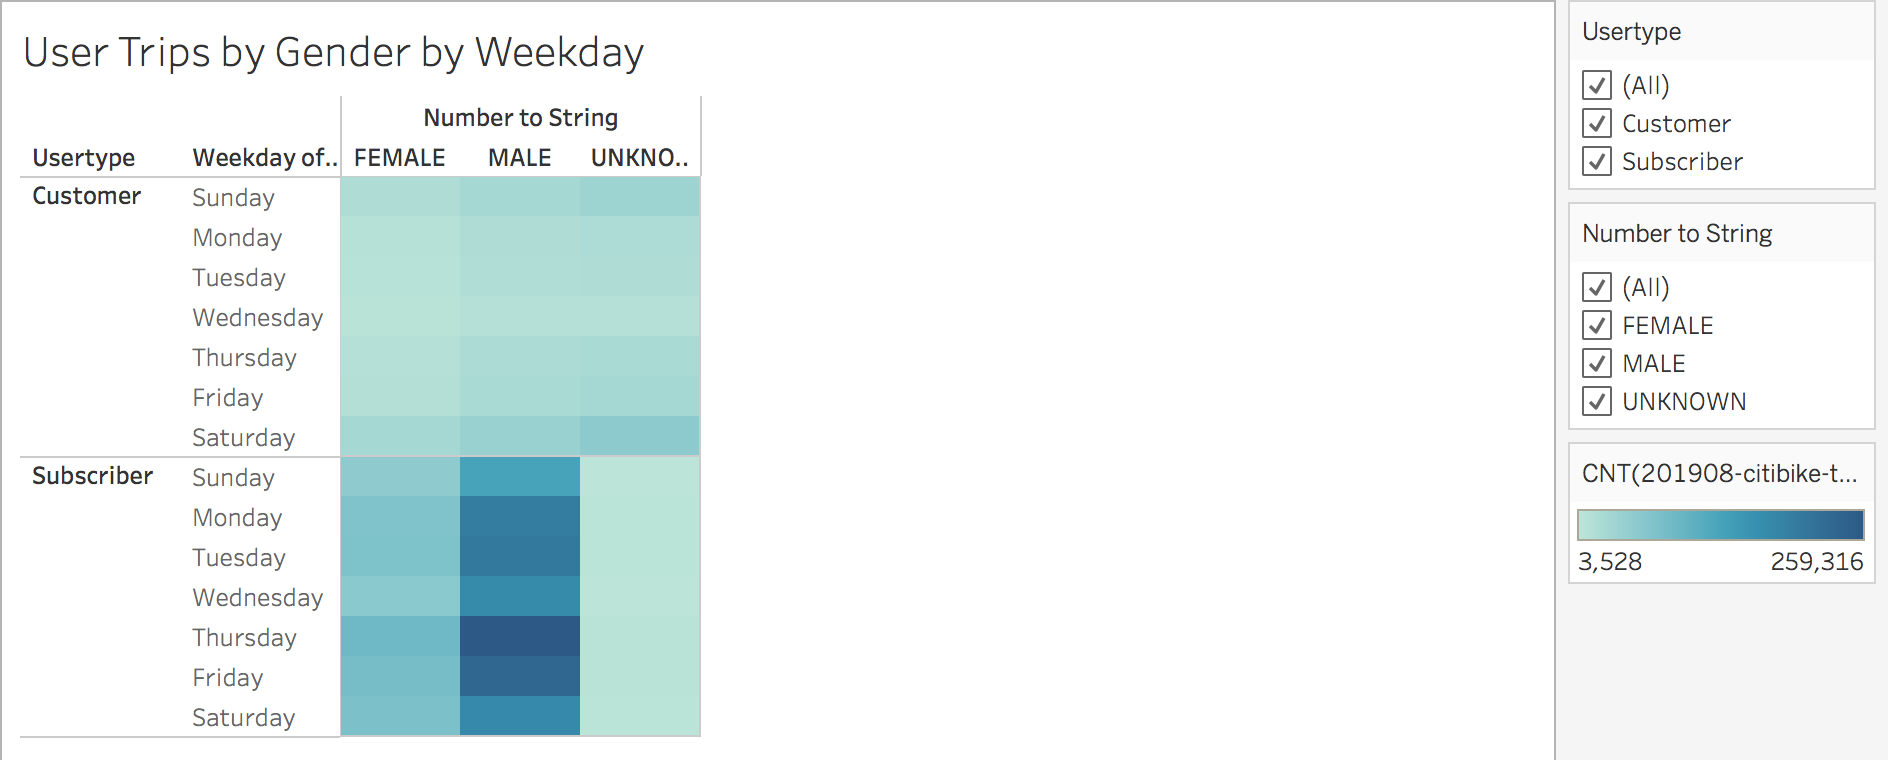 User Trips by Gender by Weekday
Number to String
Usertype Weekday of.. FEMALE MALE UNKNO..
Customer Sunday
Monday
Tuesday
Wednesday
Thursday
Friday
Saturday
Subscriber Sunday
Monday
Tuesday
Wednesday
Thursday
Friday
Saturday
Usertype
(All)
Customer
Subscriber
Number to String
(All)
FEMALE
MALE
UNKNOWN
CNT(201908-citibike-t...
3,528 259,316